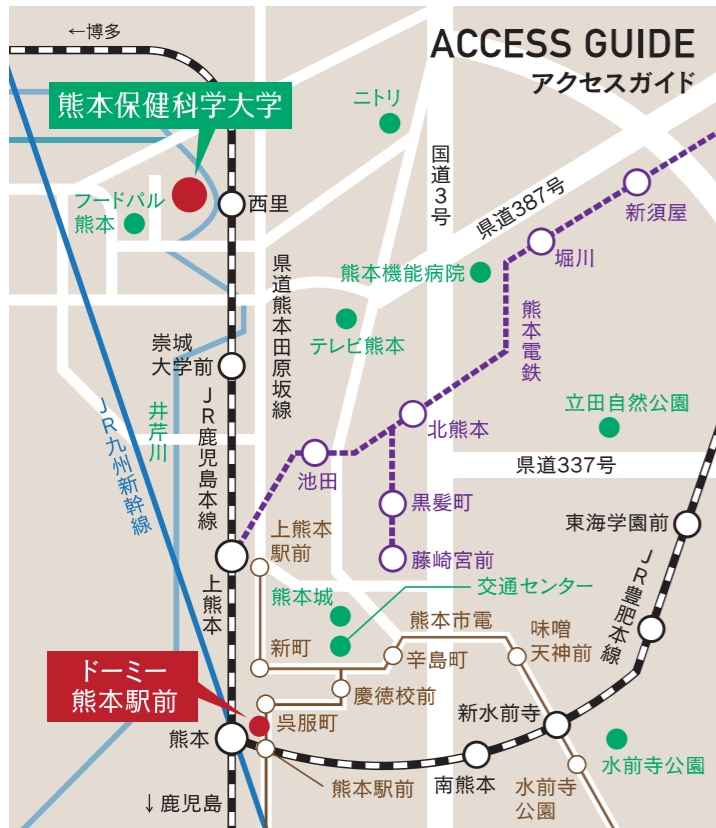 ACCESS GUIDE
アクセスガイド
←博多
熊本保健科学大学
ニトリ
国道3号
県道387号
新須屋
西里
フードパル
熊本
堀川
熊本機能病院
県道熊本田原坂線
熊本電鉄
テレビ熊本
崇城
大学前
井芹川
JR九州新幹線
JR鹿児島本線
立田自然公園
北熊本
池田
県道337号
黒髪町
上熊本
駅前
東海学園前
藤崎宮前
上熊本
交通センター
熊本城
JR豊肥本線
熊本市電
味噌
天神前
新町
辛島町
ドーミー
熊本駅前
慶徳校前
呉服町
新水前寺
熊本
水前寺公園
熊本駅前
南熊本
水前寺
公園
↓鹿児島